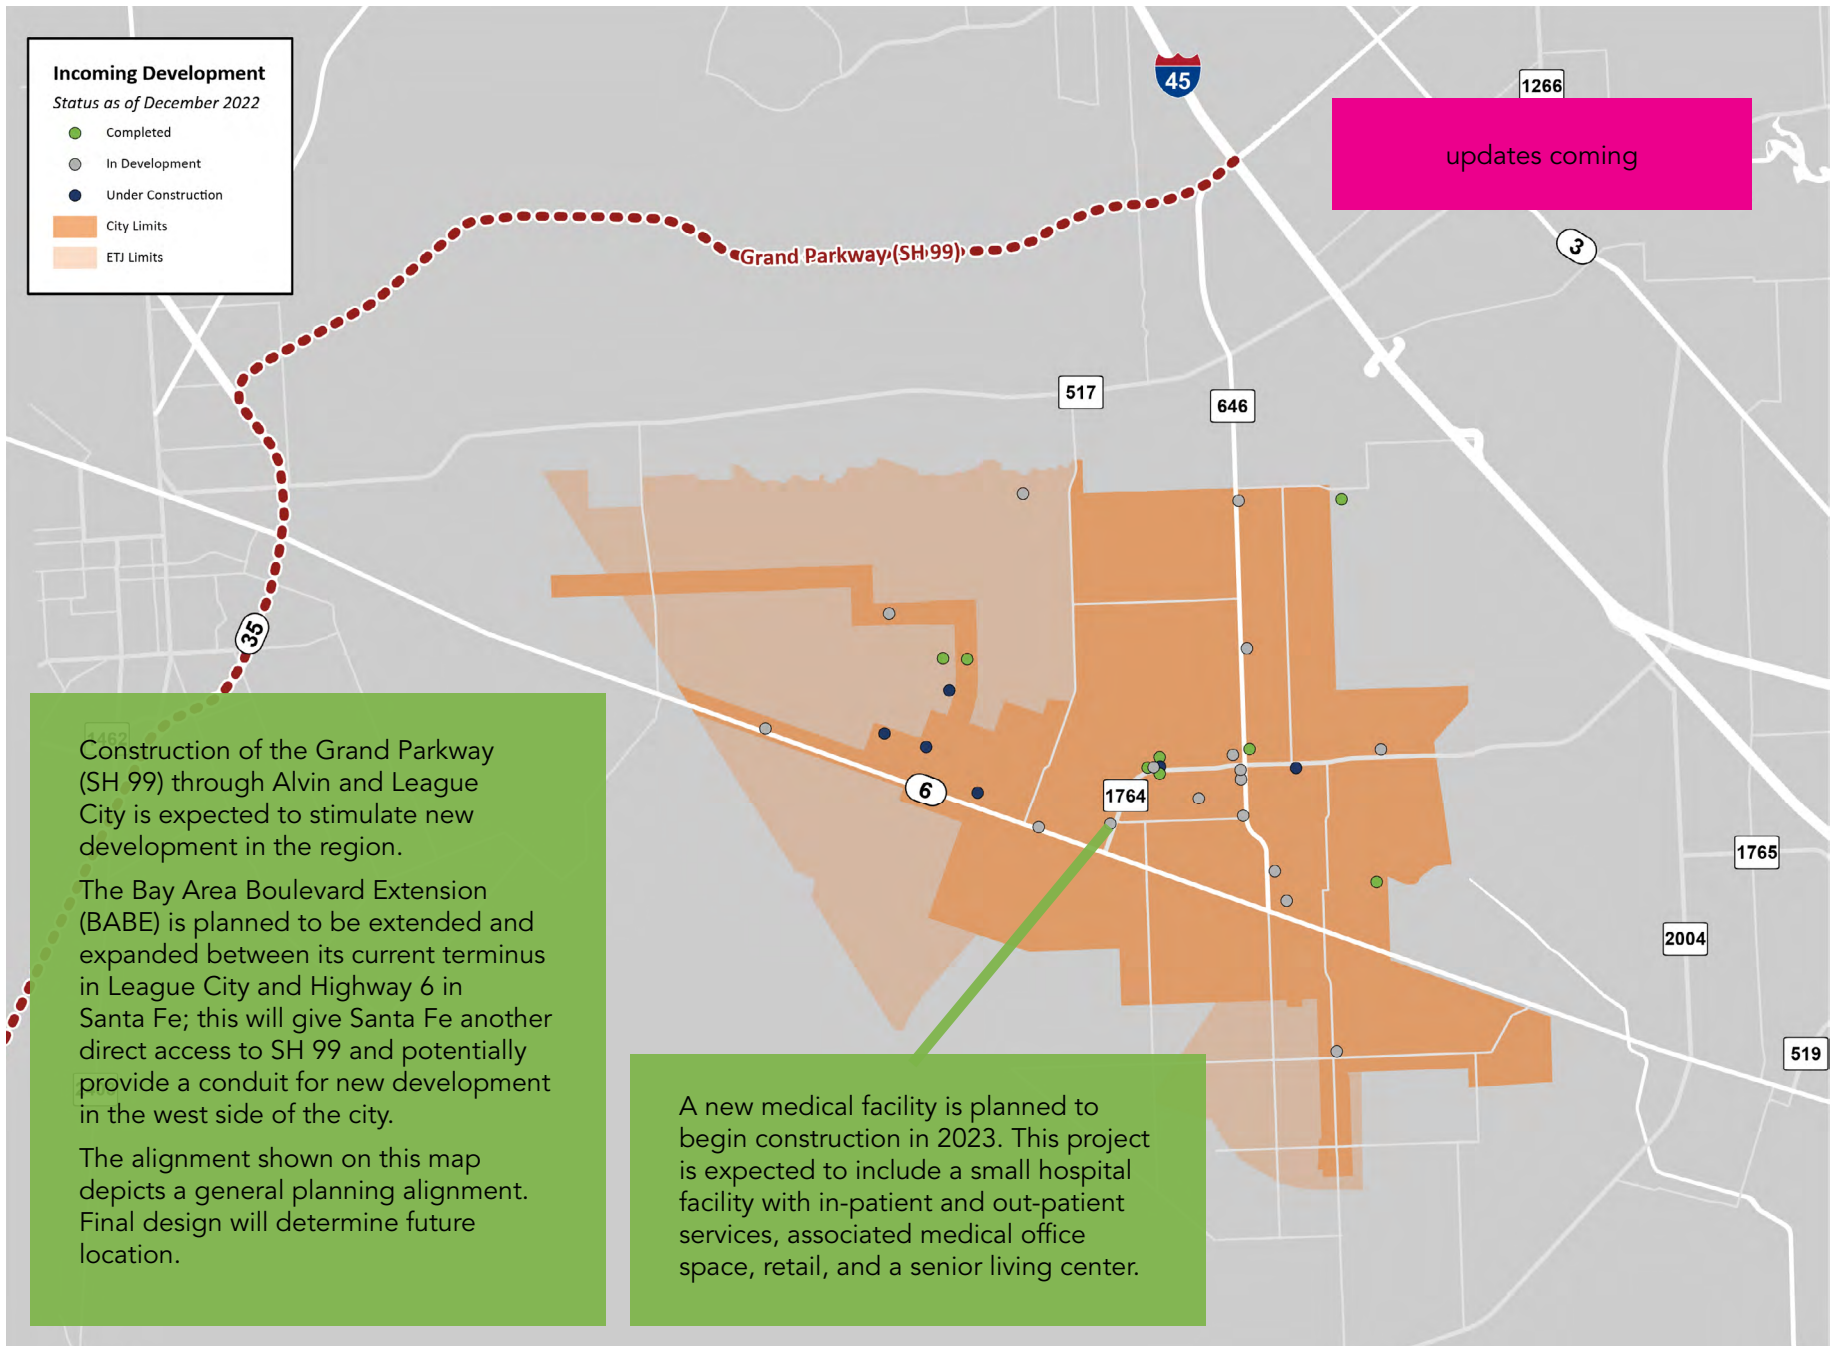 Incoming Development
Status as of December 2022
Completed
In Development
Under Construction
City Limits
ETJ Limits
45
1266
updates coming
3
Grand Parkway (SH 99)
517
646
35
1462
6
1764
1765
2004
519
Construction of the Grand Parkway
(SH 99) through Alvin and League
City is expected to stimulate new
development in the region.
The Bay Area Boulevard Extension
(BABE) is planned to be extended and
expanded between its current terminus
in League City and Highway 6 in
Santa Fe; this will give Santa Fe another
direct access to SH 99 and potentially
provide a conduit for new development
in the west side of the city.
The alignment shown on this map
depicts a general planning alignment.
Final design will determine future
location.
A new medical facility is planned to
begin construction in 2023. This project
is expected to include a small hospital
facility with in-patient and out-patient
services, associated medical office
space, retail, and a senior living center.